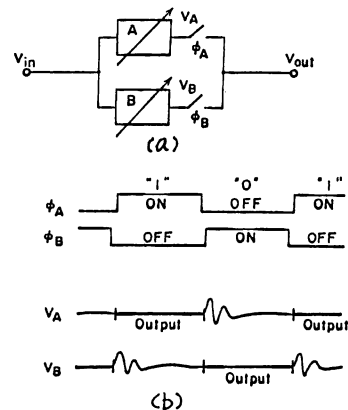 A V_A
φ_A
V_in V_out
B V_B
φ_B
(a)
"1" "0" "1"
φ_A ON OFF ON
φ_B OFF ON OFF
V_A Output Output
V_B Output
(b)